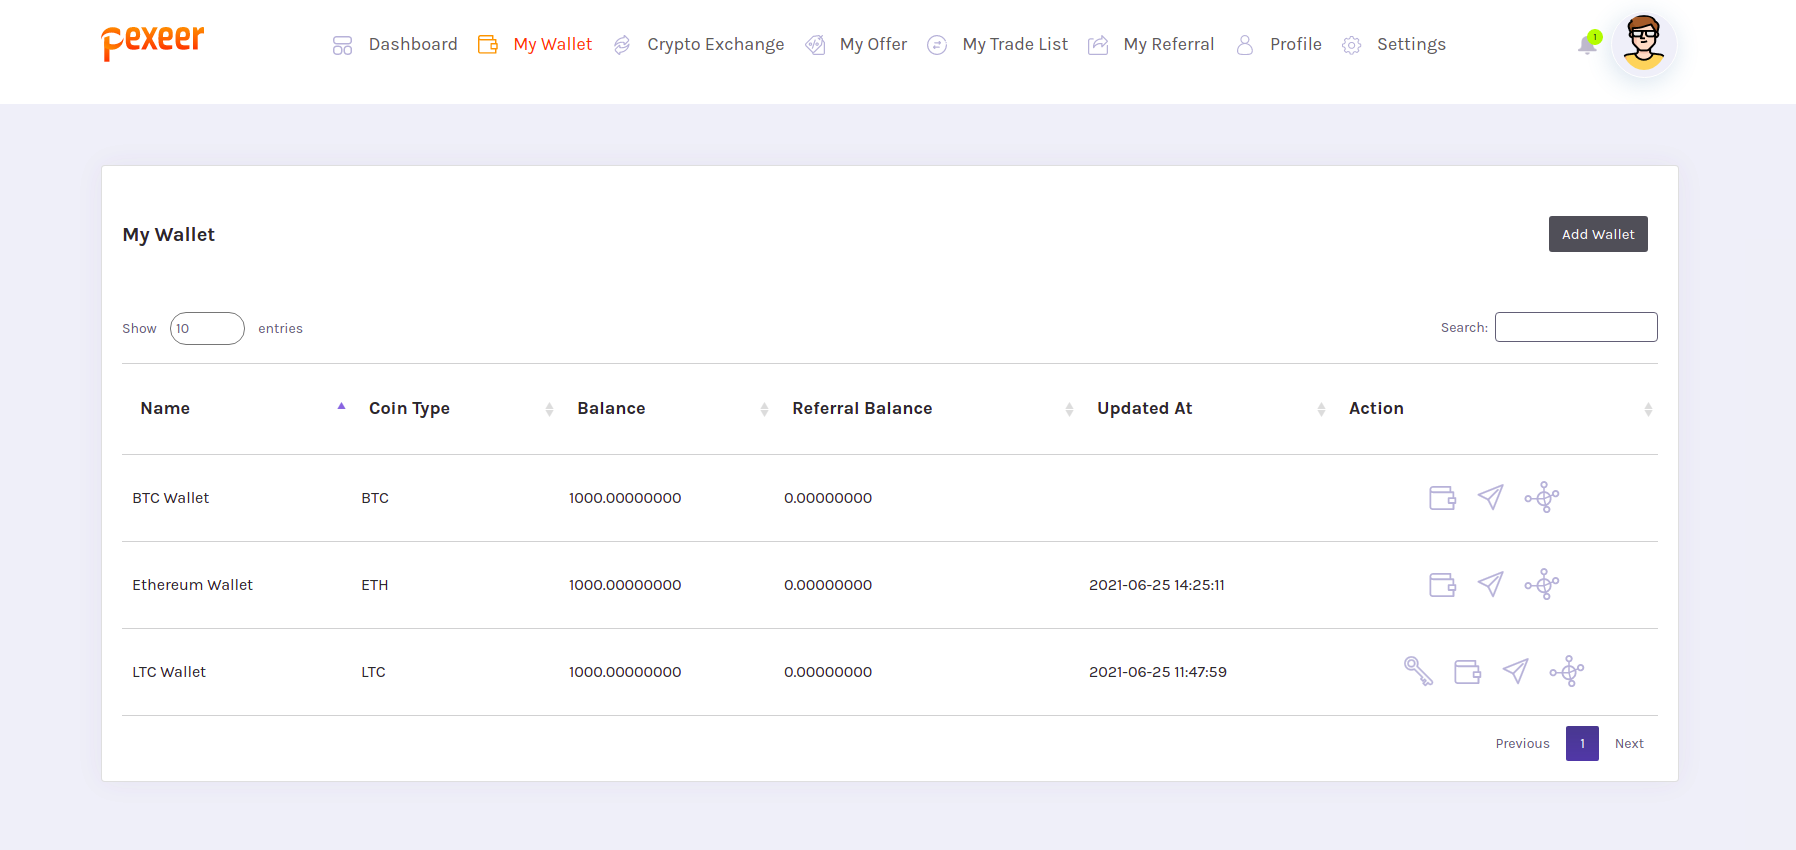 pexeer
Dashboard My Wallet Crypto Exchange My Offer My Trade List My Referral Profile Settings 1
My Wallet Add Wallet
Show 10 entries Search:
Name Coin Type Balance Referral Balance Updated At Action
BTC Wallet BTC 1000.00000000 0.00000000
Ethereum Wallet ETH 1000.00000000 0.00000000 2021-06-25 14:25:11
LTC Wallet LTC 1000.00000000 0.00000000 2021-06-25 11:47:59
Previous 1 Next